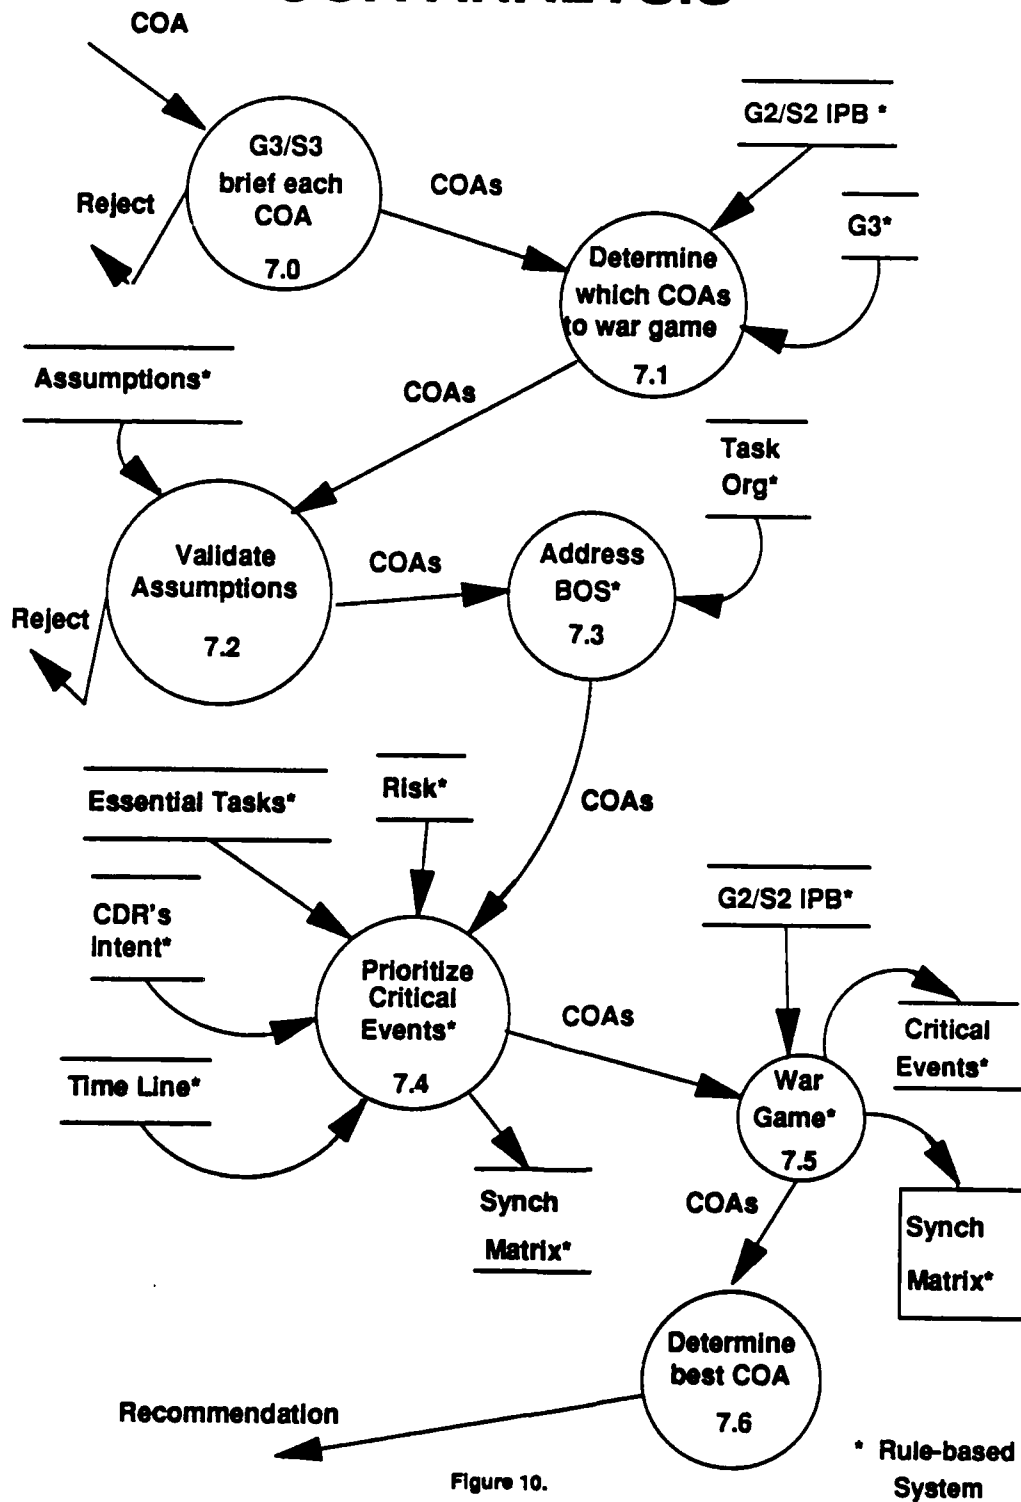 COA
G3/S3
brief each
COA
7.0
Reject
COAs
G2/S2 IPB *
G3*
Determine
which COAs
to war game
7.1
Assumptions*
COAs
Task
Org*
Validate
Assumptions
7.2
Reject
COAs
Address
BOS*
7.3
COAs
Essential Tasks*
Risk*
CDR's
Intent*
Time Line*
Prioritize
Critical
Events*
7.4
COAs
G2/S2 IPB*
War
Game*
7.5
Critical
Events*
Synch
Matrix*
COAs
Synch
Matrix*
Determine
best COA
7.6
Recommendation
Figure 10.
* Rule-based
System